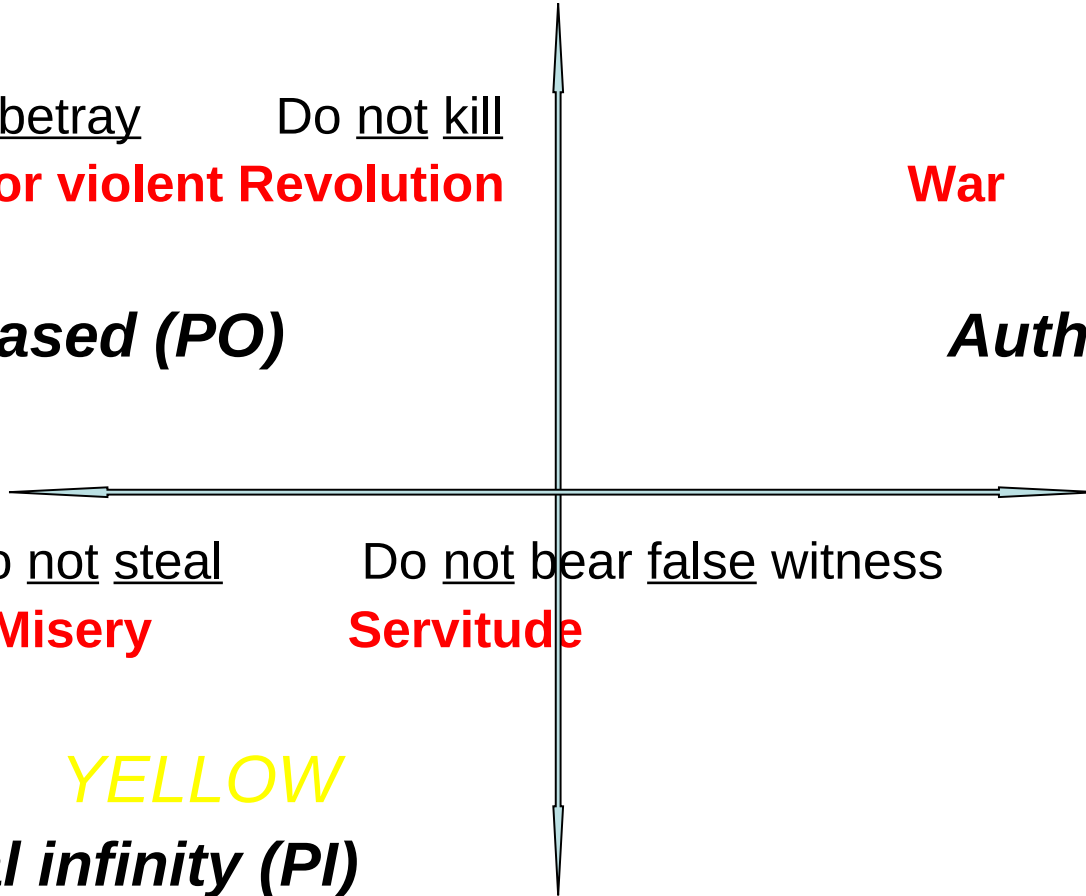 betray Do not kill
or violent Revolution War
ased (PO) Auth
o not steal Do not bear false witness
Misery Servitude
YELLOW
al infinity (PI)